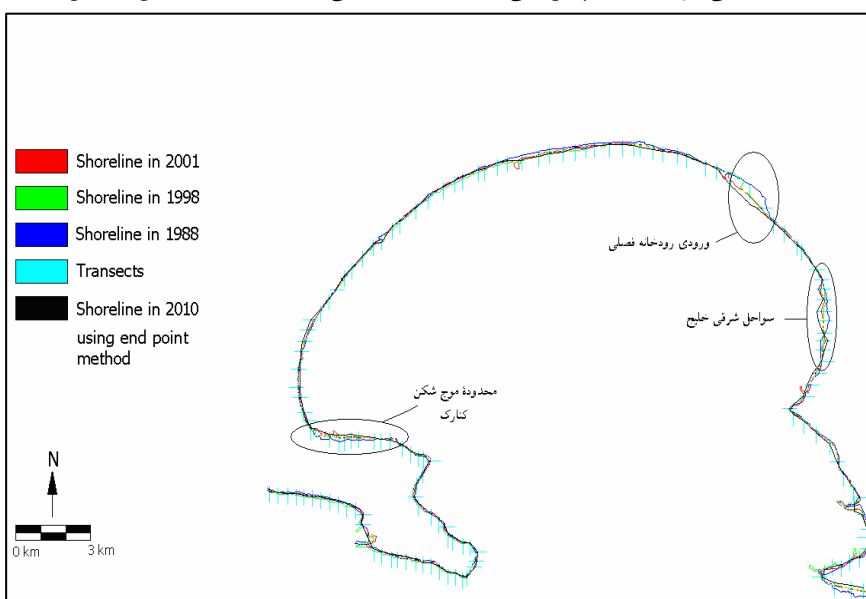 Shoreline in 2001
Shoreline in 1998
Shoreline in 1988
Transects
Shoreline in 2010
using end point
method
ورودی رودخانه فصلی
سواحل شرقی خلیج
محدودۀ موج شکن
کنارک
N
0 km 3 km